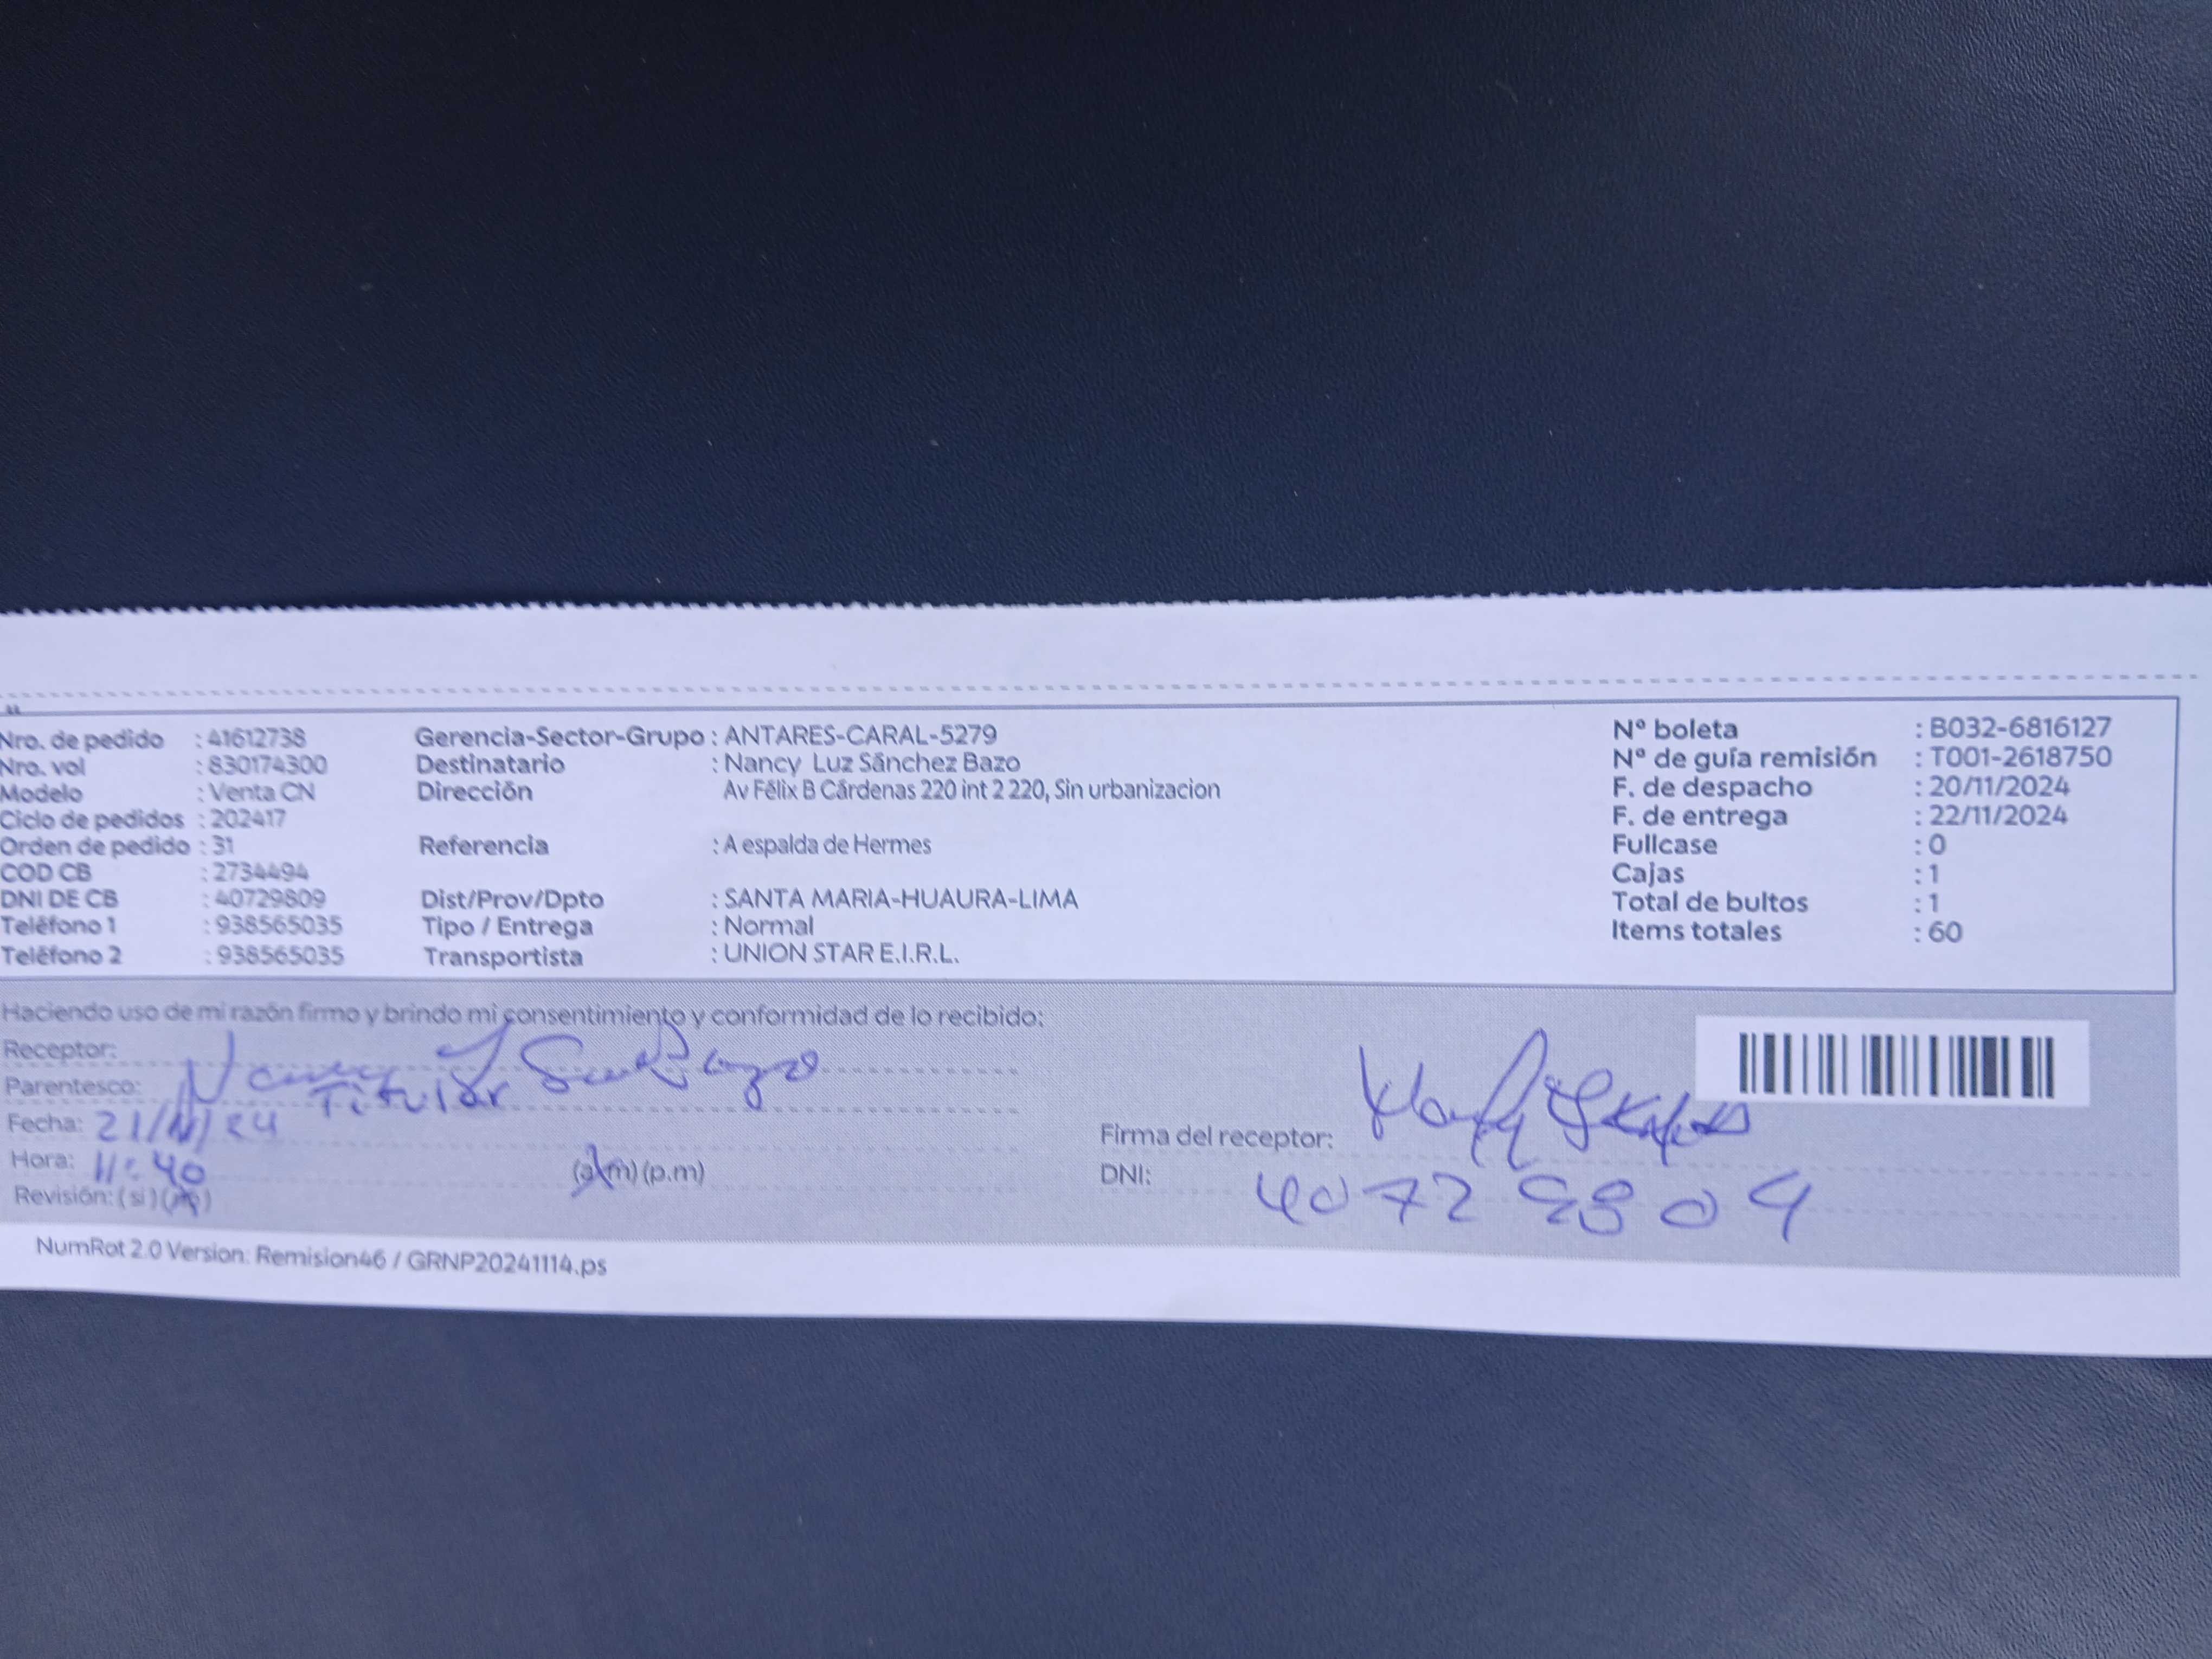 Nro. de pedido : 41612738
Nro. vol : 830174300
Modelo : Venta CN
Ciclo de pedidos : 202417
Orden de pedido : 31
COD CB : 2734494
DNI DE CB : 40729809
Teléfono 1 : 938565035
Teléfono 2 : 938565035
Gerencia-Sector-Grupo : ANTARES-CARAL-5279
Destinatario : Nancy Luz Sánchez Bazo
Dirección Av Félix B Cárdenas 220 int 2 220, Sin urbanizacion
Referencia : A espalda de Hermes
Dist/Prov/Dpto : SANTA MARIA-HUAURA-LIMA
Tipo / Entrega : Normal
Transportista : UNION STAR E.I.R.L.
Nº boleta : B032-6816127
Nº de guía remisión : T001-2618750
F. de despacho : 20/11/2024
F. de entrega : 22/11/2024
Fullcase : 0
Cajas : 1
Total de bultos : 1
Items totales : 60
Haciendo uso de mi razón firmo y brindo mi consentimiento y conformidad de lo recibido:
Receptor: Nancy Bazo
Parentesco: Titular
Fecha: 21/11/24
Hora: 11:40 (a.m) (p.m)
Revisión: (si) (no)
Firma del receptor:
DNI: 40729809
NumRot 2.0 Version: Remision46 / GRNP20241114.ps